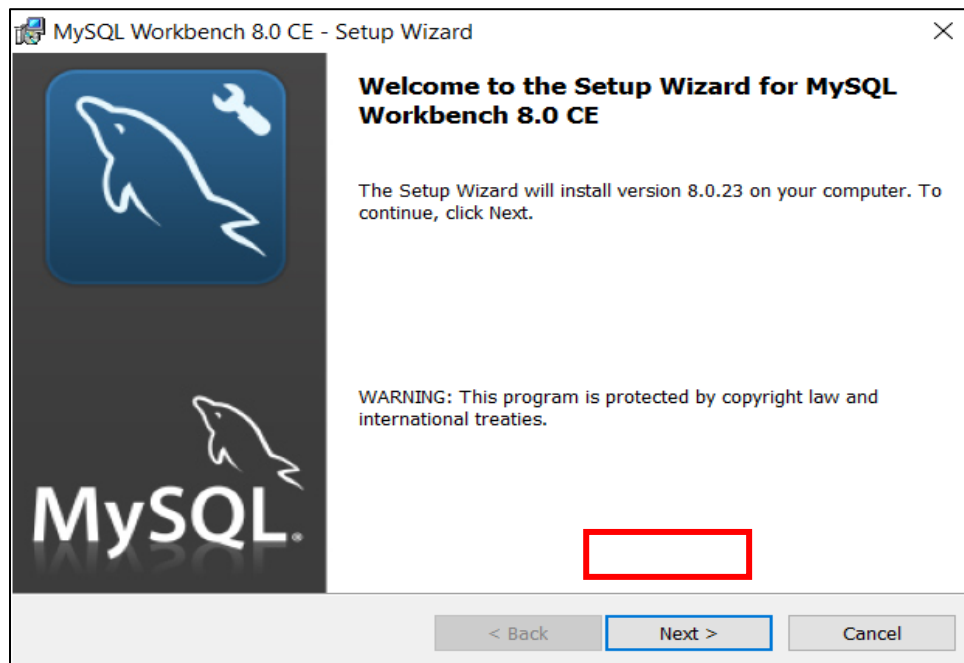 MySQL Workbench 8.0 CE - Setup Wizard
Welcome to the Setup Wizard for MySQL
Workbench 8.0 CE
The Setup Wizard will install version 8.0.23 on your computer. To
continue, click Next.
WARNING: This program is protected by copyright law and
international treaties.
MySQL.
< Back
Next >
Cancel